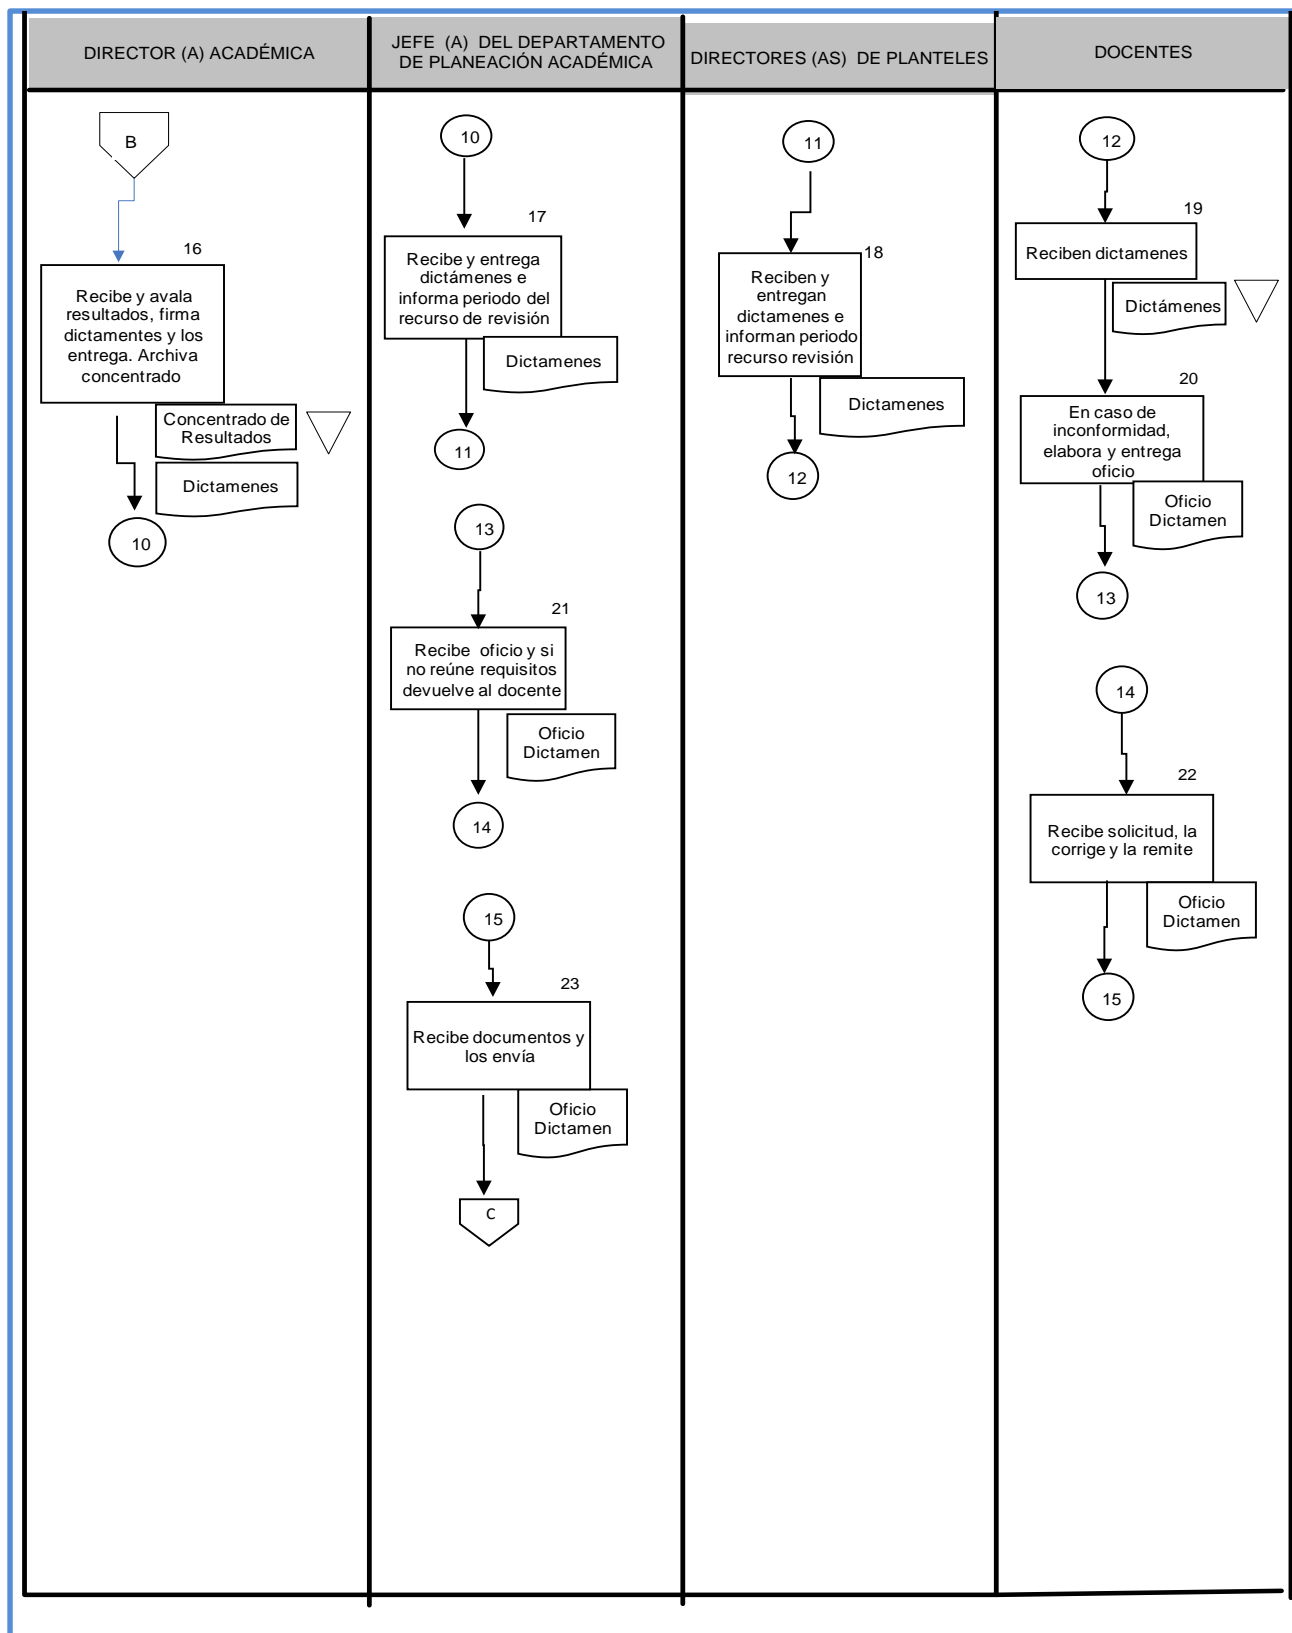 DIRECTOR (A) ACADÉMICA
JEFE (A) DEL DEPARTAMENTO
DE PLANEACIÓN ACADÉMICA
DIRECTORES (AS) DE PLANTELES
DOCENTES
B
16
Recibe y avala
resultados, firma
dictamentes y los
entrega. Archiva
concentrado
Concentrado de
Resultados
Dictamenes
10
10
17
Recibe y entrega
dictámenes e
informa periodo del
recurso de revisión
Dictamenes
11
13
21
Recibe oficio y si
no reúne requisitos
devuelve al docente
Oficio
Dictamen
14
15
23
Recibe documentos y
los envía
Oficio
Dictamen
C
11
18
Reciben y
entregan
dictamenes e
informan periodo
recurso revisión
Dictamenes
12
12
19
Reciben dictamenes
Dictámenes
20
En caso de
inconformidad,
elabora y entrega
oficio
Oficio
Dictamen
13
14
22
Recibe solicitud, la
corrige y la remite
Oficio
Dictamen
15